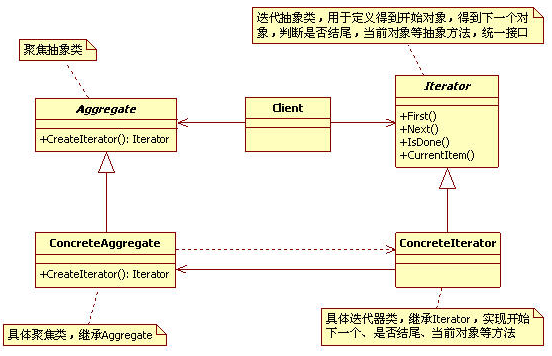 迭代抽象类，用于定义得到开始对象，得到下一个对
象，判断是否结尾，当前对象等抽象方法，统一接口
聚焦抽象类
Aggregate
+CreateIterator(): Iterator
Client
Iterator
+First()
+Next()
+IsDone()
+CurrentItem()
ConcreteAggregate
+CreateIterator(): Iterator
ConcreteIterator
具体聚焦类，继承Aggregate
具体迭代器类，继承Iterator，实现开始
下一个、是否结尾、当前对象等方法